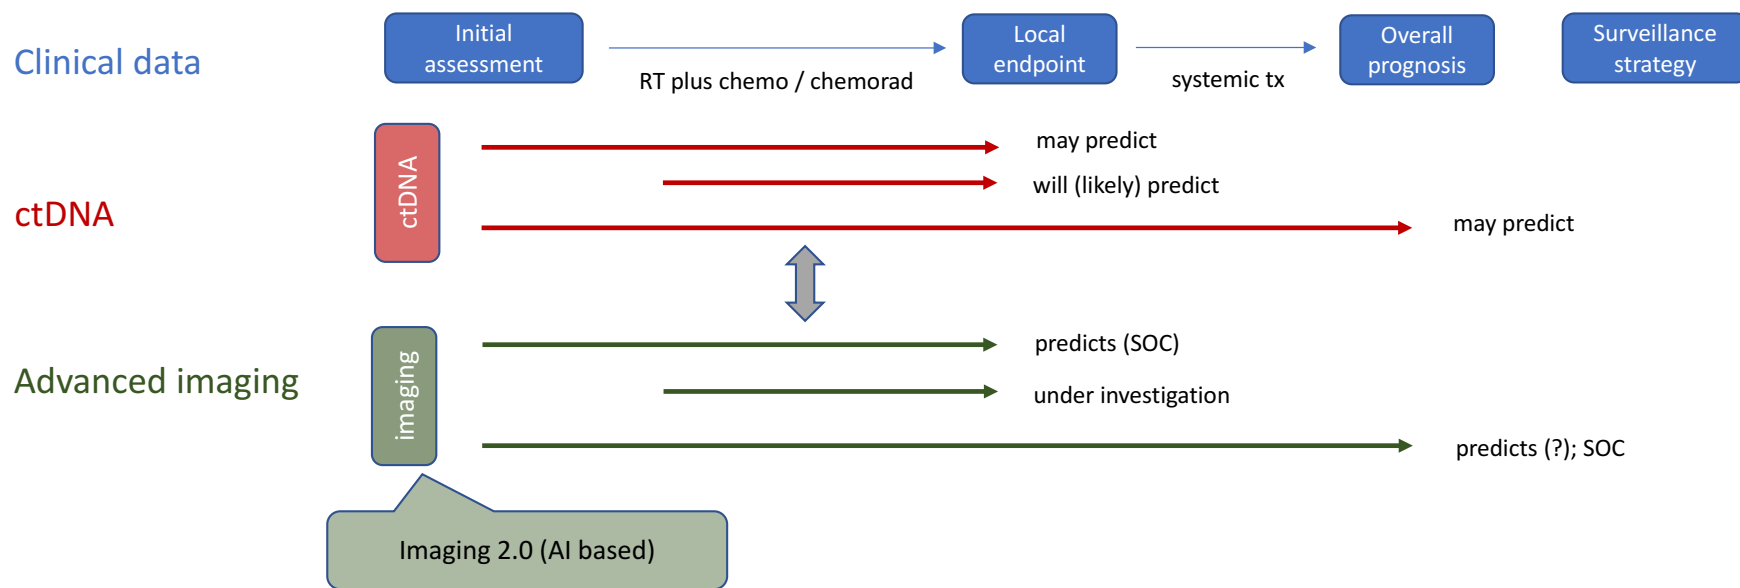 Clinical data
Initial
assessment
RT plus chemo / chemorad
Local
endpoint
systemic tx
Overall
prognosis
Surveillance
strategy
ctDNA
ctDNA
may predict
will (likely) predict
may predict
Advanced imaging
imaging
predicts (SOC)
under investigation
predicts (?); SOC
Imaging 2.0 (AI based)